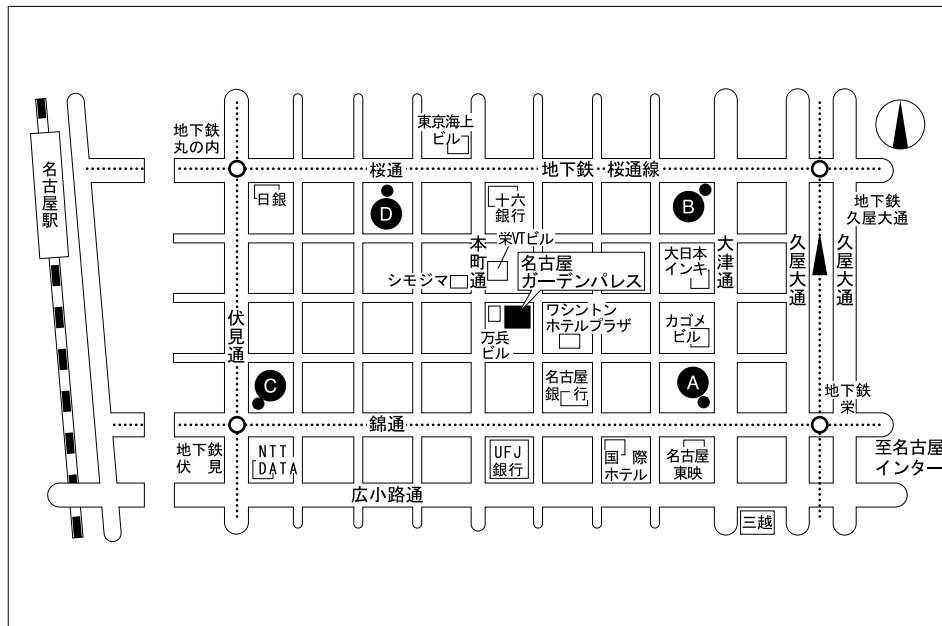 東京海上
ビル
地下鉄
丸の内
名古屋駅
桜通
地下鉄 桜通線
日銀
D
十六
銀行
B
地下鉄
久屋大通
本町通
栄VTビル
名古屋
ガーデンパレス
大日本
インキ
大津通
久屋大通
久屋大通
シモジマ
伏見通
万兵
ビル
ワシントン
ホテルプラザ
カゴメ
ビル
C
名古屋
銀行
A
地下鉄
栄
錦通
地下鉄
伏見
NTT
DATA
UFJ
銀行
国際
ホテル
名古屋
東映
至名古屋
インター
広小路通
三越